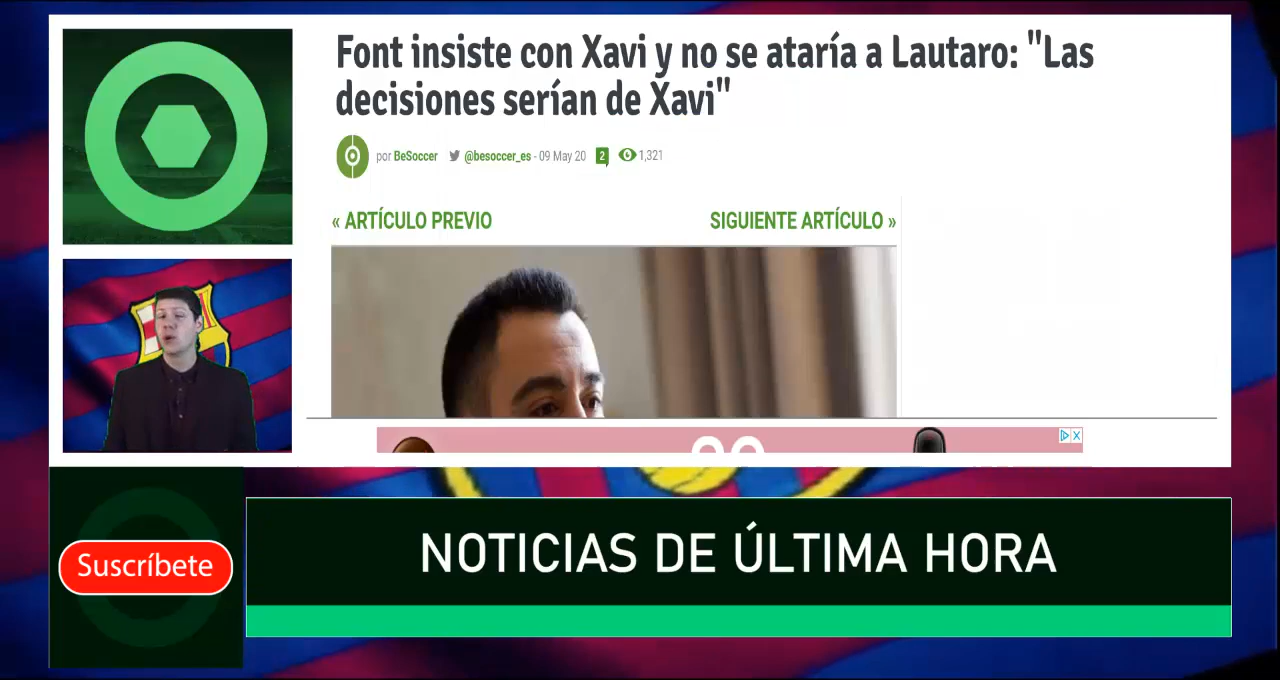 Font insiste con Xavi y no se ataría a Lautaro: "Las
decisiones serían de Xavi"
por BeSoccer @besoccer_es - 09 May 20 2 1,321
« ARTÍCULO PREVIO SIGUIENTE ARTÍCULO »
Suscríbete
NOTICIAS DE ÚLTIMA HORA